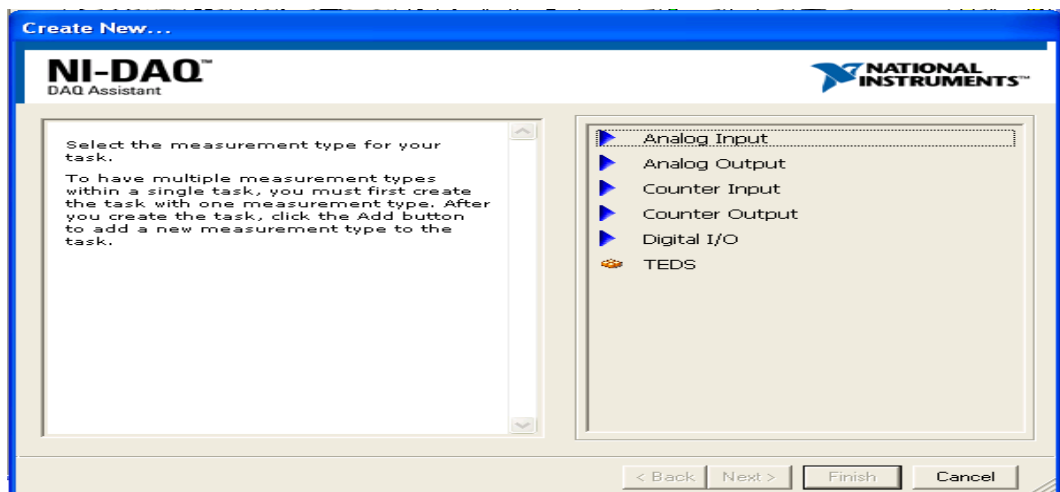 Create New...
NI-DAQ™
DAQ Assistant
NATIONAL
INSTRUMENTS™
Select the measurement type for your
task.
To have multiple measurement types
within a single task, you must first create
the task with one measurement type. After
you create the task, click the Add button
to add a new measurement type to the
task.
Analog Input
Analog Output
Counter Input
Counter Output
Digital I/O
TEDS
< Back
Next >
Finish
Cancel